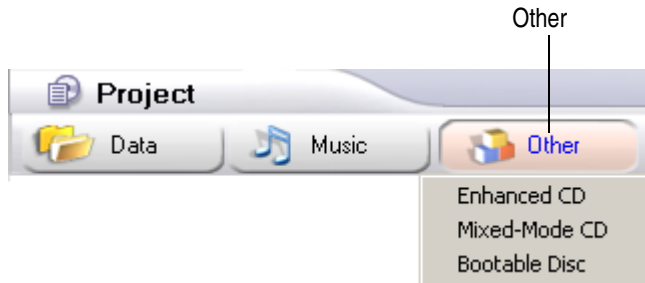 Other
Project
Data Music Other
Enhanced CD
Mixed-Mode CD
Bootable Disc